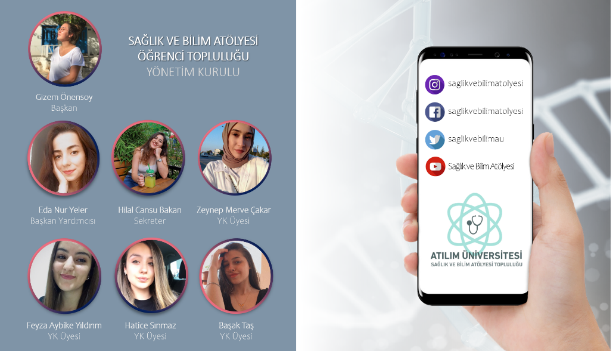 SAĞLIK VE BİLİM ATÖLYESİ
ÖĞRENCİ TOPLULUĞU
YÖNETİM KURULU
Gizem Önensoy
Başkan
Eda Nur Yeler
Başkan Yardımcısı
Hilal Cansu Bakan
Sekreter
Zeynep Merve Çakar
YK Üyesi
Feyza Aybike Yıldırım
YK Üyesi
Hatice Sırımaz
YK Üyesi
Başak Taş
YK Üyesi
saglikvebilimatolyesi
saglikvebilimatolyesi
saglikvebilimau
Sağlık ve Bilim Atölyesi
ATILIM ÜNİVERSİTESİ
SAĞLIK VE BİLİM ATÖLYESİ TOPLULUĞU